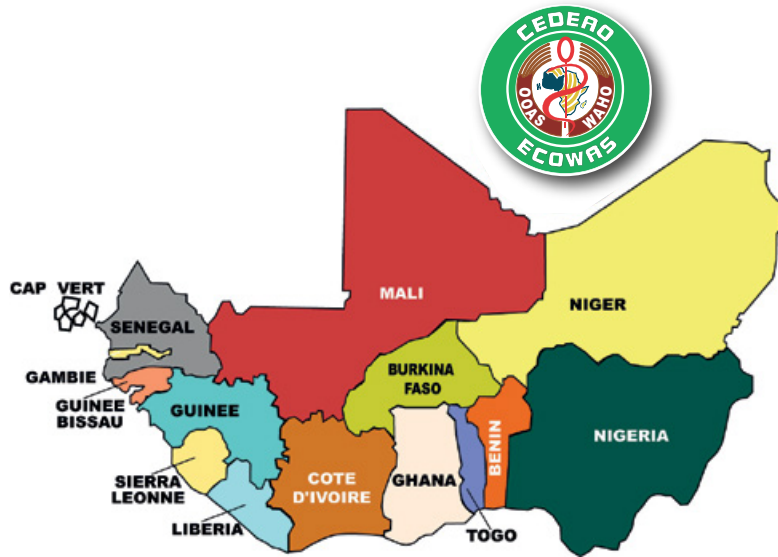 CEDEAO
OOAS WAHO
ECOWAS
CAP VERT
SENEGAL
MALI
NIGER
GAMBIE
GUINEE
BISSAU
GUINEE
BURKINA
FASO
SIERRA
LEONNE
LIBERIA
COTE
D'IVOIRE
GHANA
TOGO
BENIN
NIGERIA